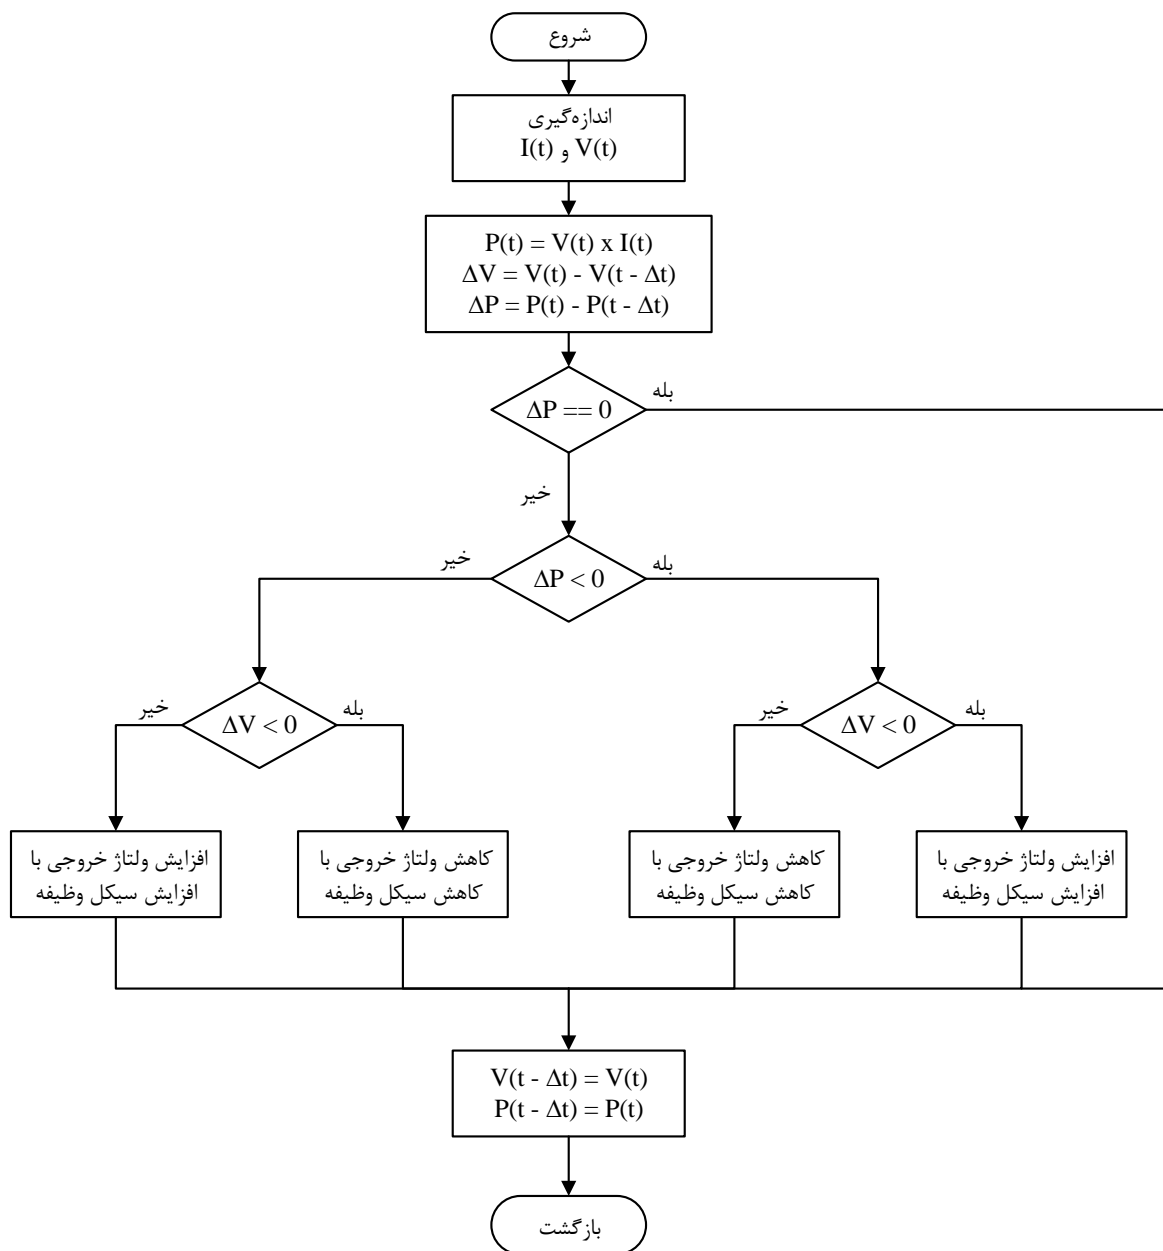 شروع
اندازه‌گیری
V(t) و I(t)
P(t) = V(t) x I(t)
ΔV = V(t) - V(t - Δt)
ΔP = P(t) - P(t - Δt)
ΔP == 0
بله
خیر
ΔP < 0
بله
خیر
ΔV < 0
بله
خیر
ΔV < 0
بله
خیر
افزایش ولتاژ خروجی با
افزایش سیکل وظیفه
کاهش ولتاژ خروجی با
کاهش سیکل وظیفه
کاهش ولتاژ خروجی با
کاهش سیکل وظیفه
افزایش ولتاژ خروجی با
افزایش سیکل وظیفه
V(t - Δt) = V(t)
P(t - Δt) = P(t)
بازگشت